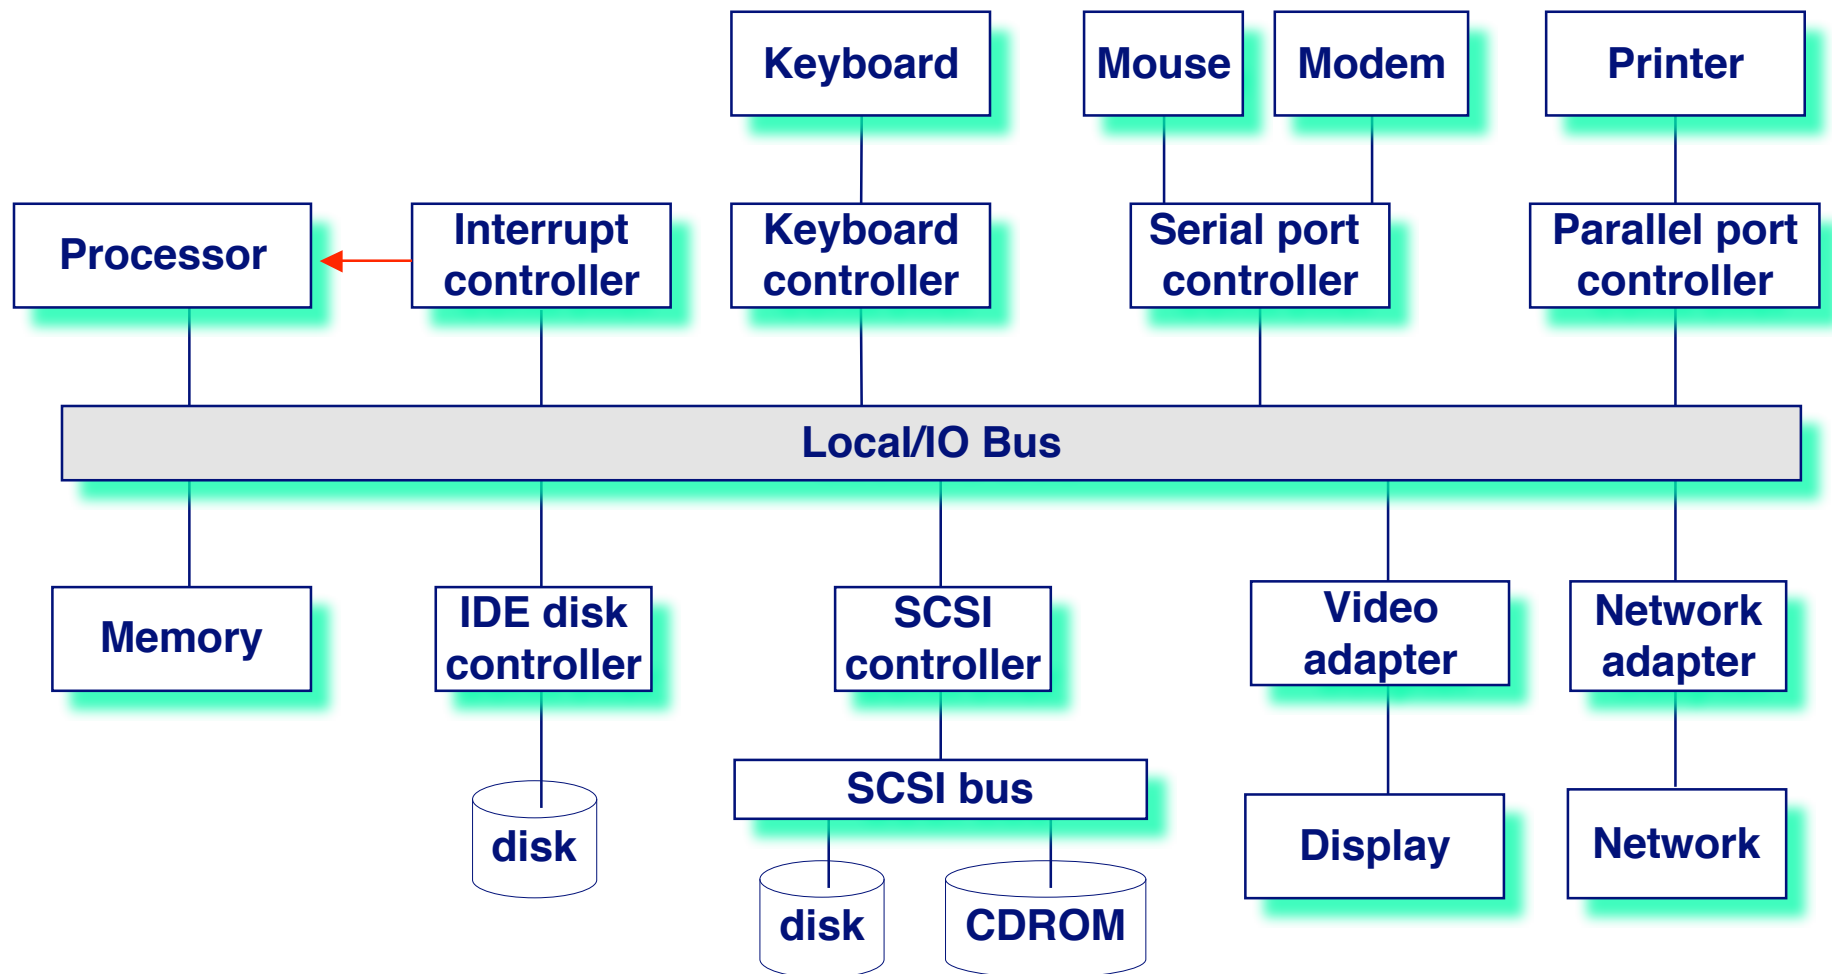 Keyboard
Mouse
Modem
Printer
Processor
Interrupt
controller
Keyboard
controller
Serial port
controller
Parallel port
controller
Local/IO Bus
Memory
IDE disk
controller
SCSI
controller
Video
adapter
Network
adapter
SCSI bus
disk
Display
Network
disk
CDROM